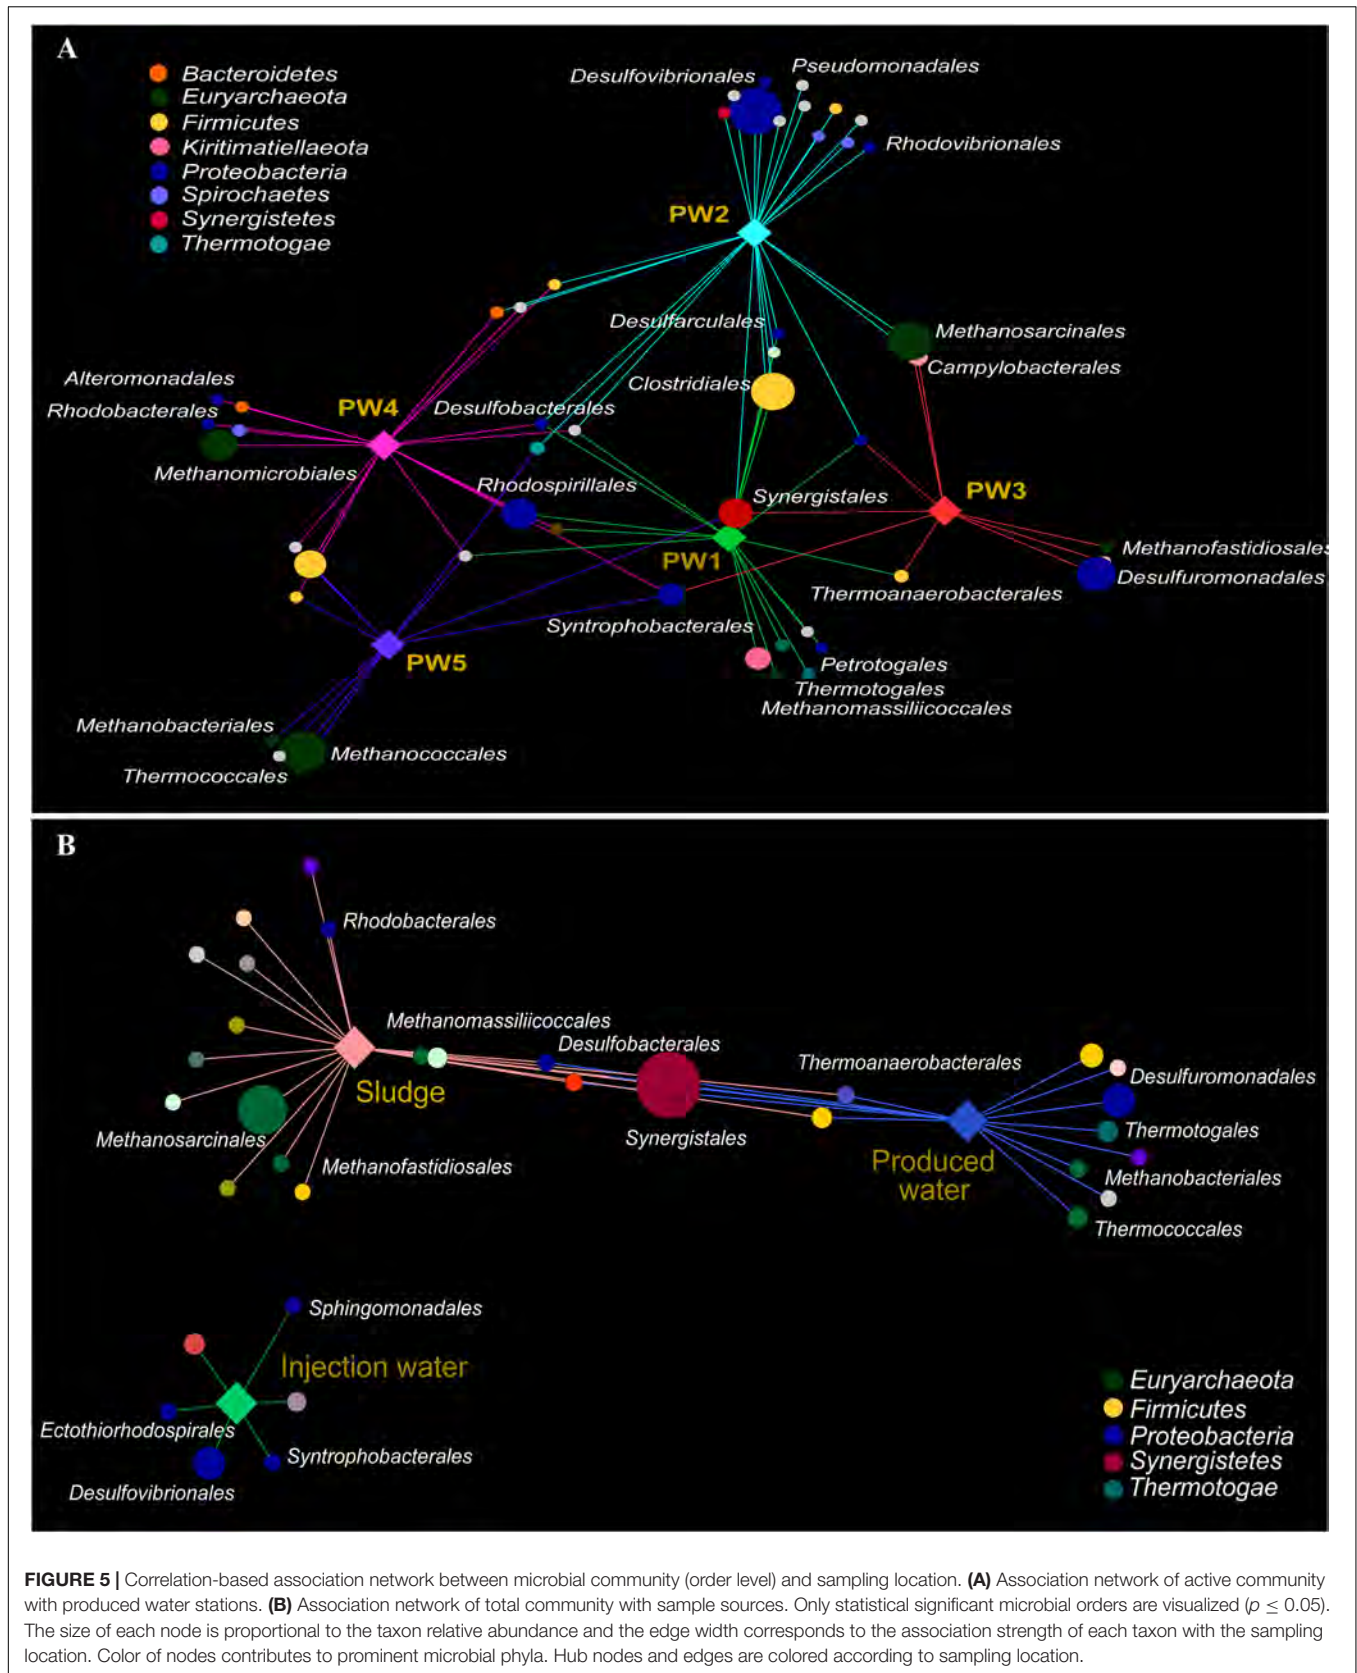 A
Bacteroidetes
Euryarchaeota
Firmicutes
Kiritimatiellaeota
Proteobacteria
Spirochaetes
Synergistetes
Thermotogae
Desulfovibrionales
Pseudomonadales
Rhodovibrionales
PW2
Desulfarculales
Methanosarcinales
Campylobacterales
Clostridiales
Alteromonadales
Rhodobacterales
PW4
Desulfobacterales
Methanomicrobiales
Rhodospirillales
Synergistales
PW3
PW1
Methanofastidiosales
Desulfuromonadales
Thermoanaerobacterales
Syntrophobacterales
PW5
Petrotogales
Thermotogales
Methanomassiliicoccales
Methanobacteriales
Methanococcales
Thermococcales
B
Rhodobacterales
Methanomassiliicoccales
Desulfobacterales
Thermoanaerobacterales
Sludge
Desulfuromonadales
Methanosarcinales
Synergistales
Thermotogales
Methanofastidiosales
Produced
water
Methanobacteriales
Thermococcales
Sphingomonadales
Injection water
Ectothiorhodospirales
Syntrophobacterales
Desulfovibrionales
Euryarchaeota
Firmicutes
Proteobacteria
Synergistetes
Thermotogae
FIGURE 5 | Correlation-based association network between microbial community (order level) and sampling location. (A) Association network of active community
with produced water stations. (B) Association network of total community with sample sources. Only statistical significant microbial orders are visualized (p ≤ 0.05).
The size of each node is proportional to the taxon relative abundance and the edge width corresponds to the association strength of each taxon with the sampling
location. Color of nodes contributes to prominent microbial phyla. Hub nodes and edges are colored according to sampling location.